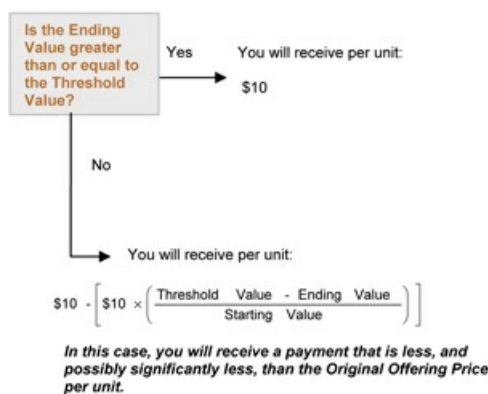 Is the Ending
Value greater
than or equal to
the Threshold
Value?
Yes
You will receive per unit:
$10
No
You will receive per unit:
$10 - [ $10 × ( Threshold Value - Ending Value / Starting Value ) ]
In this case, you will receive a payment that is less, and
possibly significantly less, than the Original Offering Price
per unit.